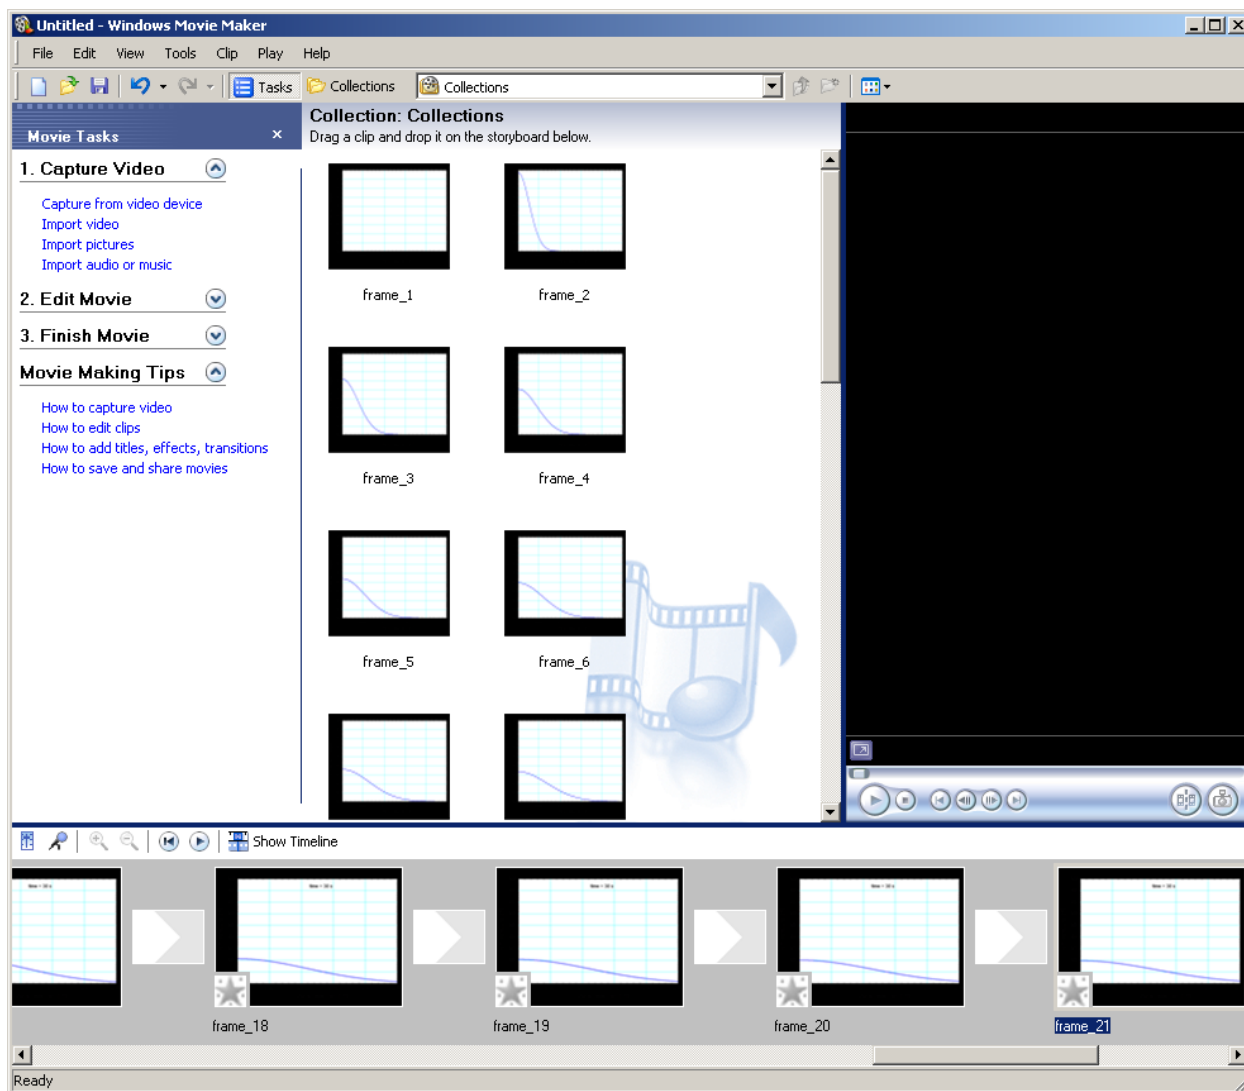 Untitled - Windows Movie Maker
File Edit View Tools Clip Play Help
Tasks Collections Collections
Movie Tasks
Collection: Collections
Drag a clip and drop it on the storyboard below.
1. Capture Video
Capture from video device
Import video
Import pictures
Import audio or music
2. Edit Movie
3. Finish Movie
Movie Making Tips
How to capture video
How to edit clips
How to add titles, effects, transitions
How to save and share movies
frame_1 frame_2
frame_3 frame_4
frame_5 frame_6
Show Timeline
frame_18 frame_19 frame_20 frame_21
Ready